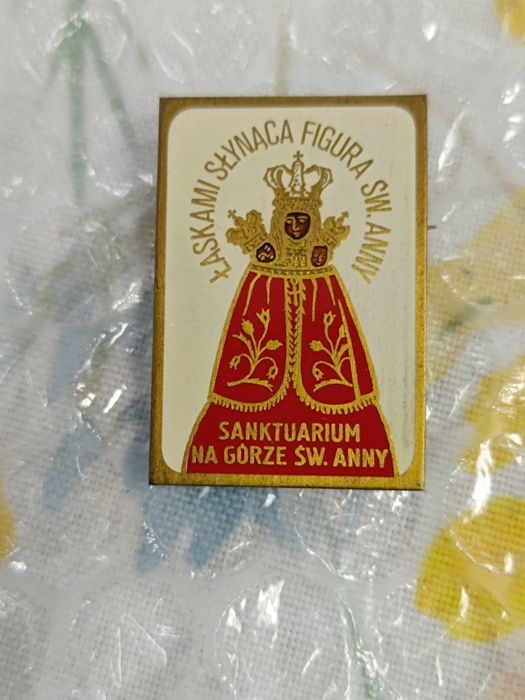 ŁASKAMI SŁYNĄCA FIGURA ŚW. ANNY
SANKTUARIUM
NA GÓRZE ŚW. ANNY